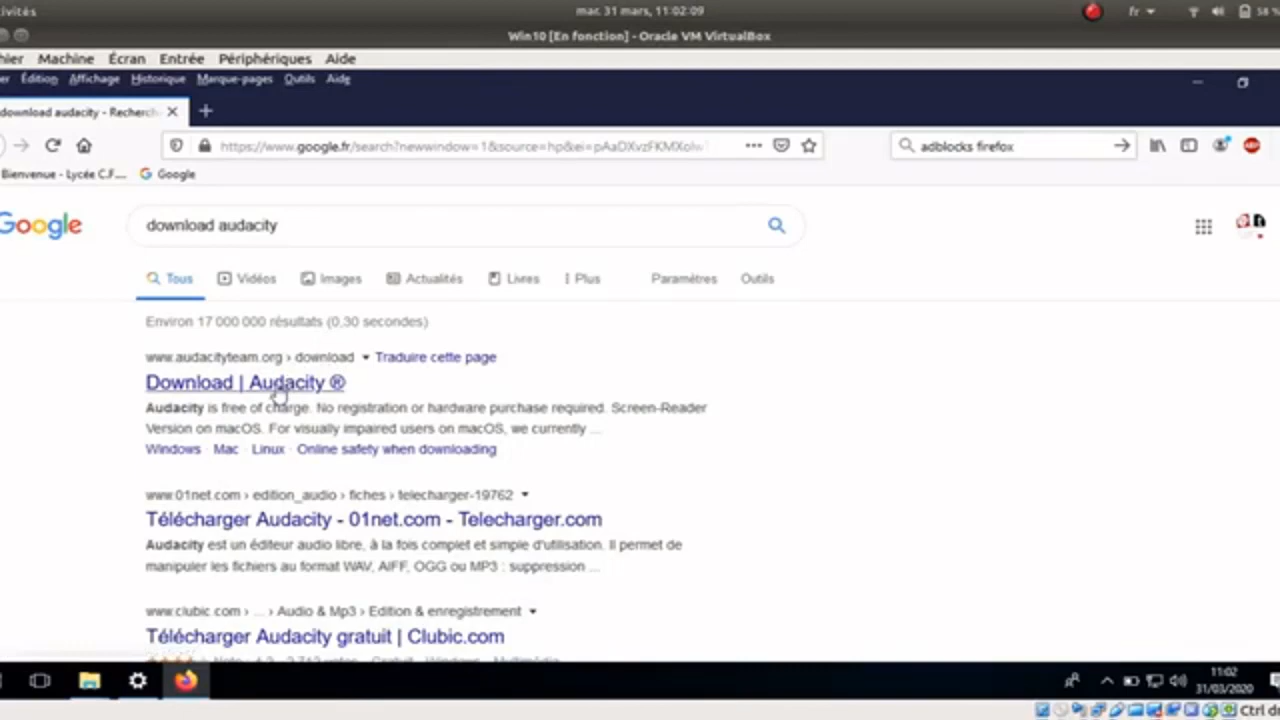 ivités mar. 31 mars, 11:02:09 fr 58 %
Win10 [En fonction] - Oracle VM VirtualBox
hier Machine Écran Entrée Périphériques Aide
er Édition Affichage Historique Marque-pages Outils Aide
download audacity - Recherch
https://www.google.fr/search?newwindow=1&source=hp&ei= adblocks firefox
Bienvenue - Lycée C.F.... Google
Google download audacity
Tous Vidéos Images Actualités Livres Plus Paramètres Outils
Environ 17 000 000 résultats (0,30 secondes)
www.audacityteam.org › download Traduire cette page
Download | Audacity ®
Audacity is free of charge. No registration or hardware purchase required. Screen-Reader
Version on macOS. For visually impaired users on macOS, we currently ...
Windows · Mac · Linux · Online safety when downloading
www.01net.com › edition_audio › fiches › telecharger-19762
Télécharger Audacity - 01net.com - Telecharger.com
Audacity est un éditeur audio libre, à la fois complet et simple d'utilisation. Il permet de
manipuler les fichiers au format WAV, AIFF, OGG ou MP3 : suppression ...
www.clubic.com › ... › Audio & Mp3 › Edition & enregistrement
Télécharger Audacity gratuit | Clubic.com
11:02
31/03/2020
Ctrl dr